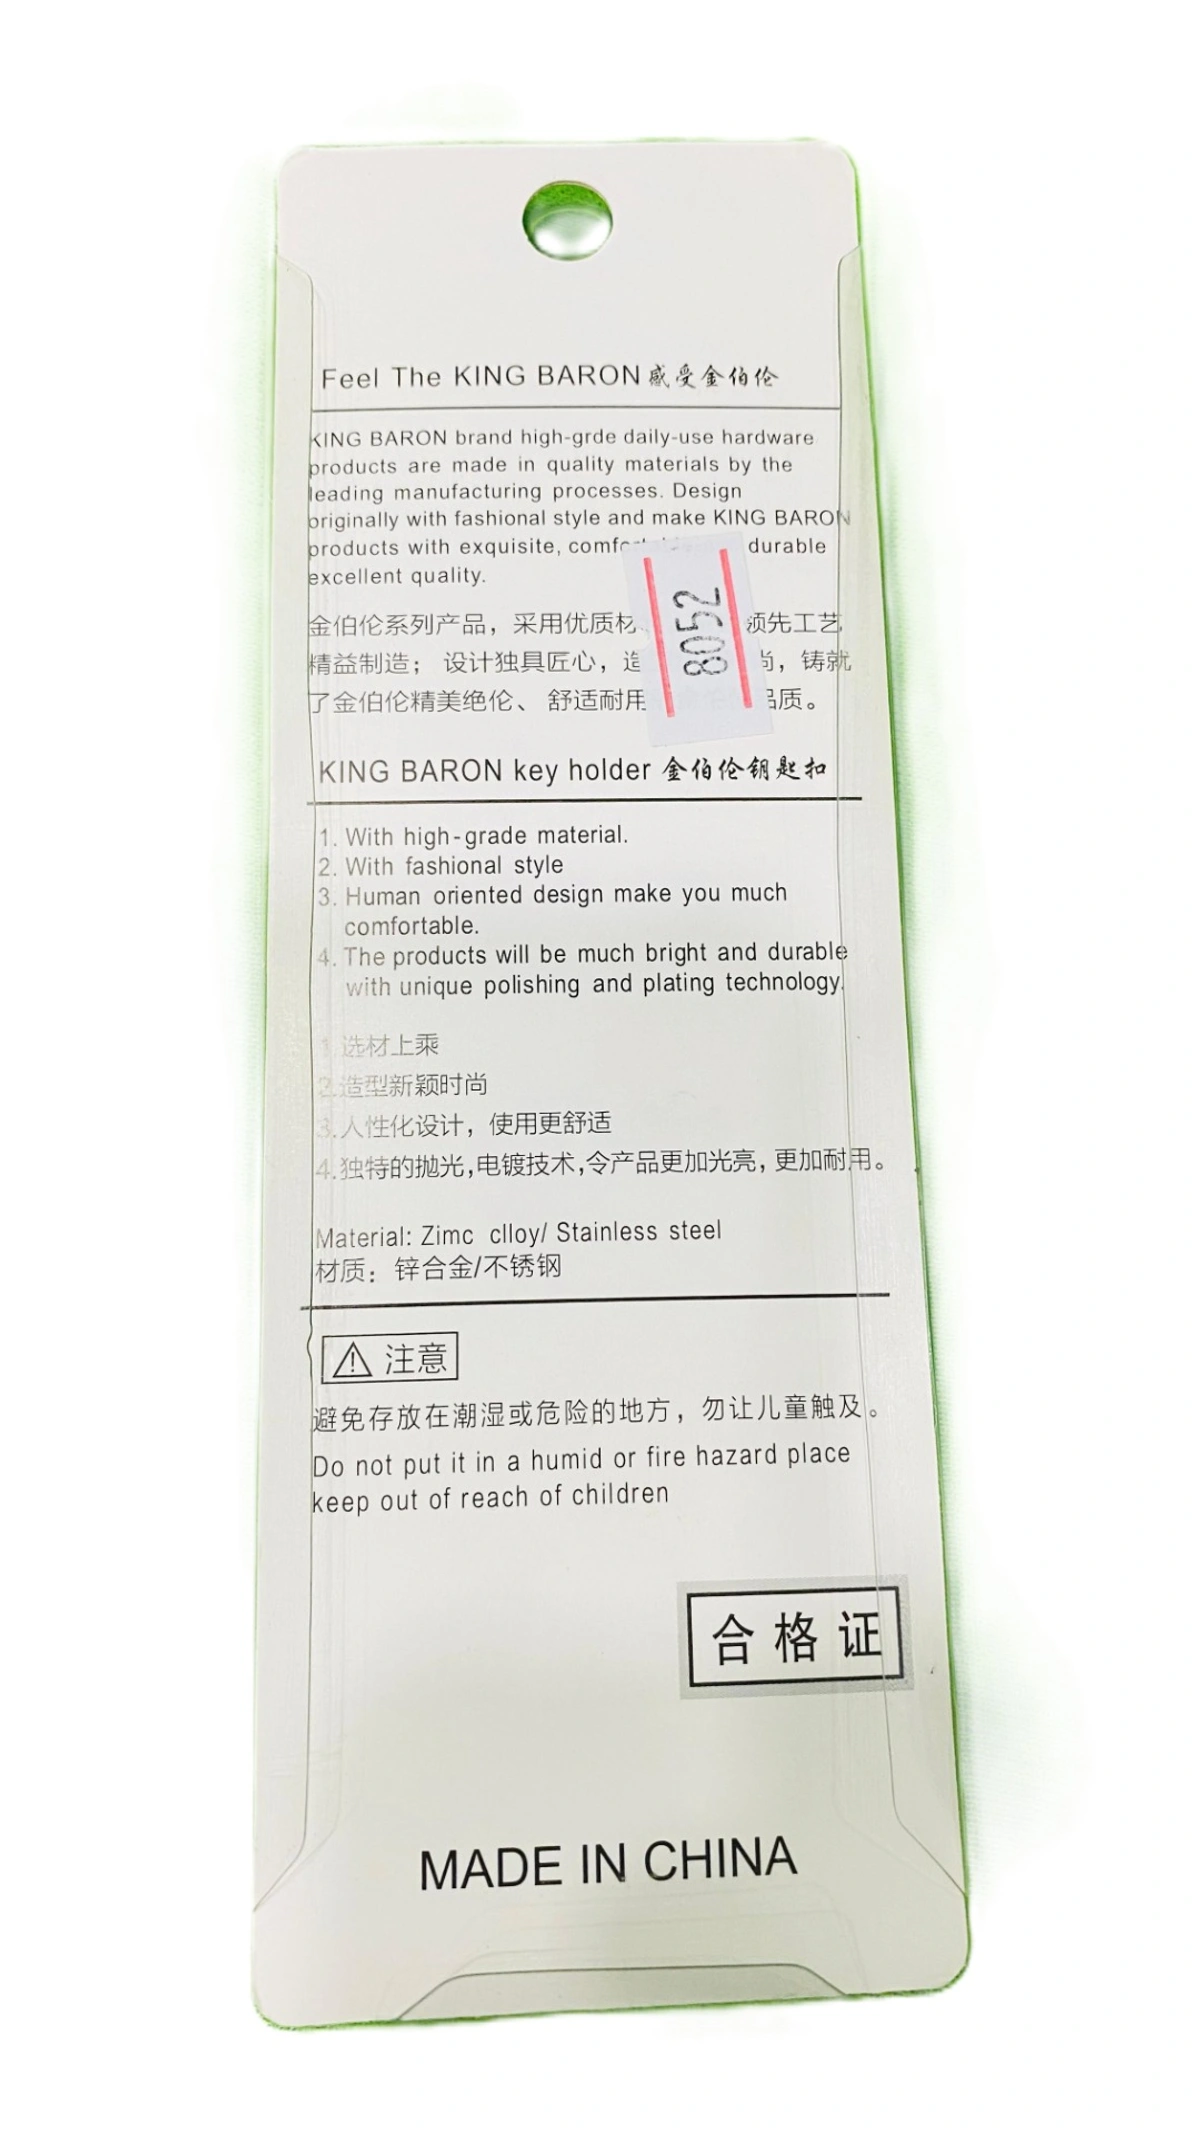 Feel The KING BARON 感受金伯伦
KING BARON brand high-grde daily-use hardware
products are made in quality materials by the
leading manufacturing processes. Design
originally with fashional style and make KING BARON
products with exquisite, durable
excellent quality.
8052
金伯伦系列产品，采用优质材 领先工艺
精益制造； 设计独具匠心，造 尚，铸就
了金伯伦精美绝伦、 舒适耐用 品质。
KING BARON key holder 金伯伦钥匙扣
1. With high-grade material.
2. With fashional style
3. Human oriented design make you much
comfortable.
4. The products will be much bright and durable
with unique polishing and plating technology.
1.选材上乘
2.造型新颖时尚
3.人性化设计，使用更舒适
4.独特的抛光,电镀技术,令产品更加光亮, 更加耐用。
Material: Zimc clloy/ Stainless steel
材质：锌合金/不锈钢
注意
避免存放在潮湿或危险的地方，勿让儿童触及。
Do not put it in a humid or fire hazard place
keep out of reach of children
合格证
MADE IN CHINA